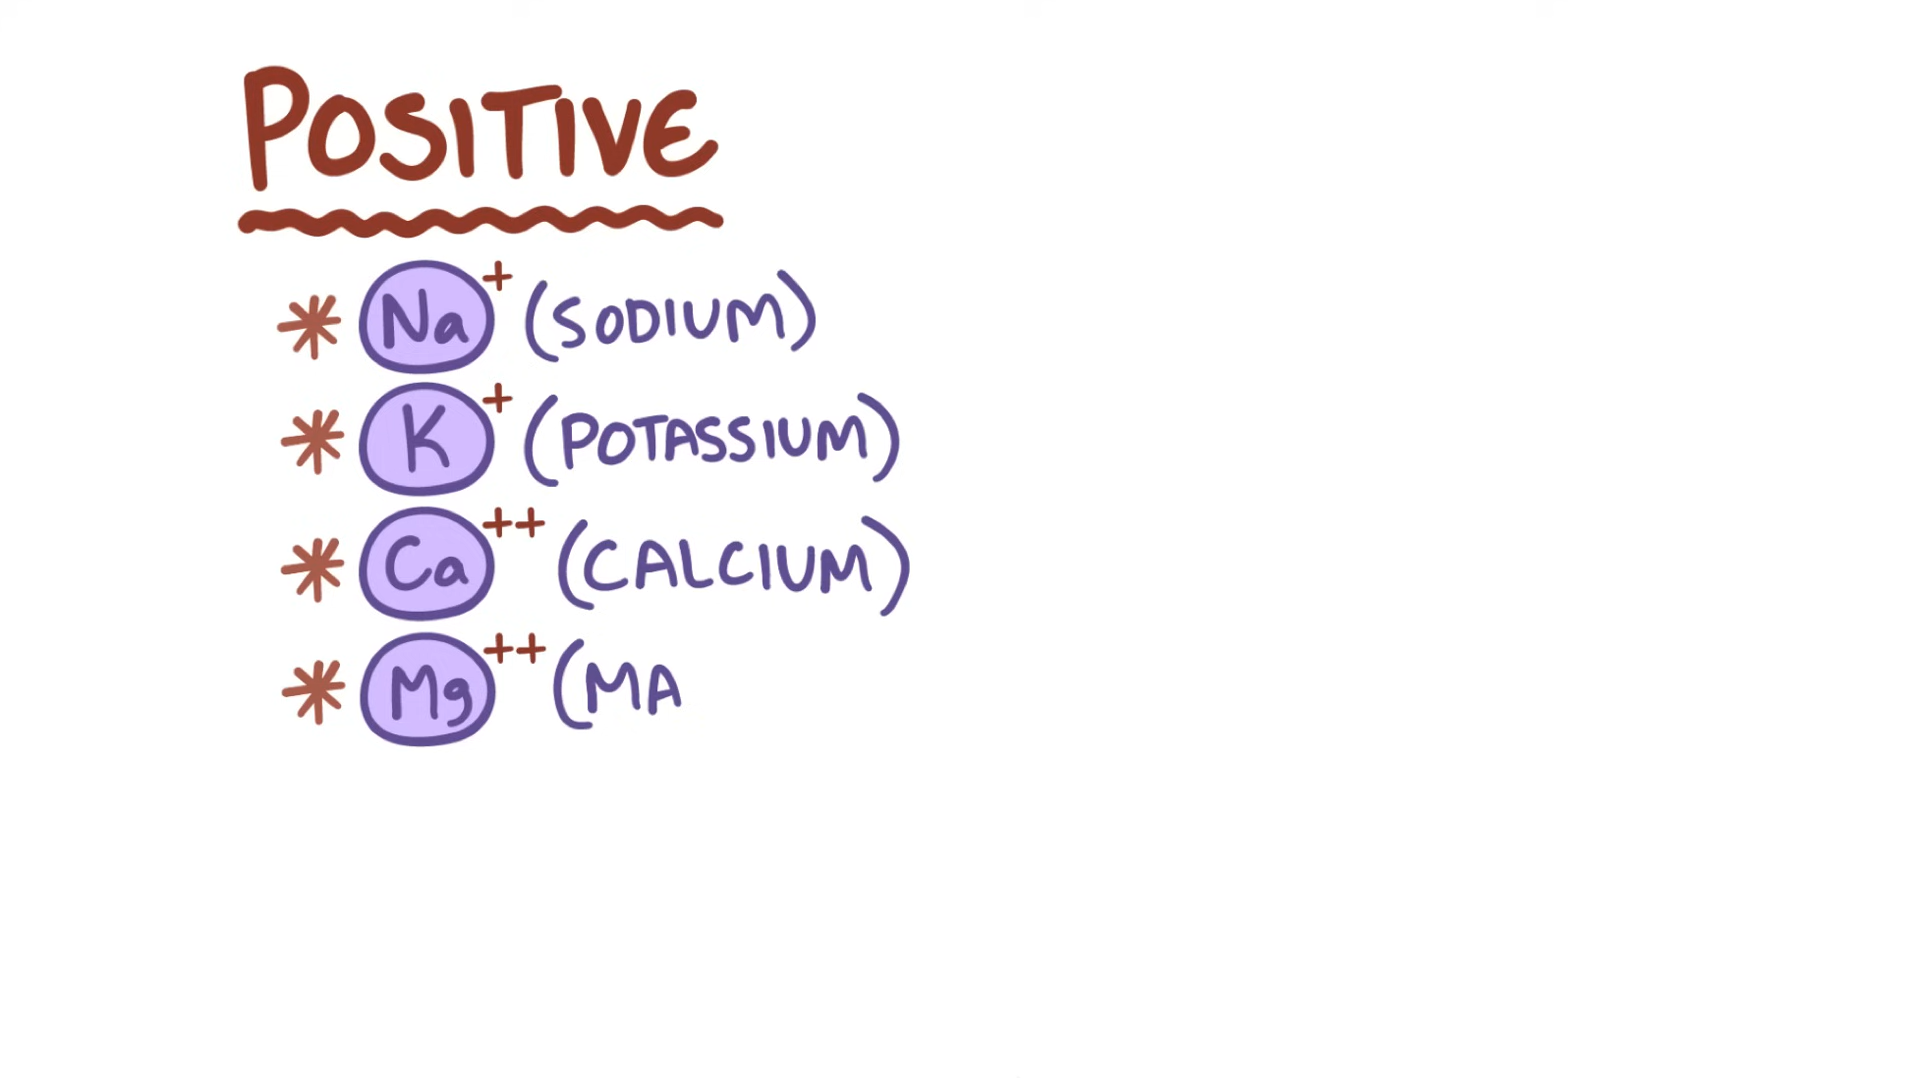 POSITIVE
* Na+ (SODIUM)
* K+ (POTASSIUM)
* Ca++ (CALCIUM)
* Mg++ (MA